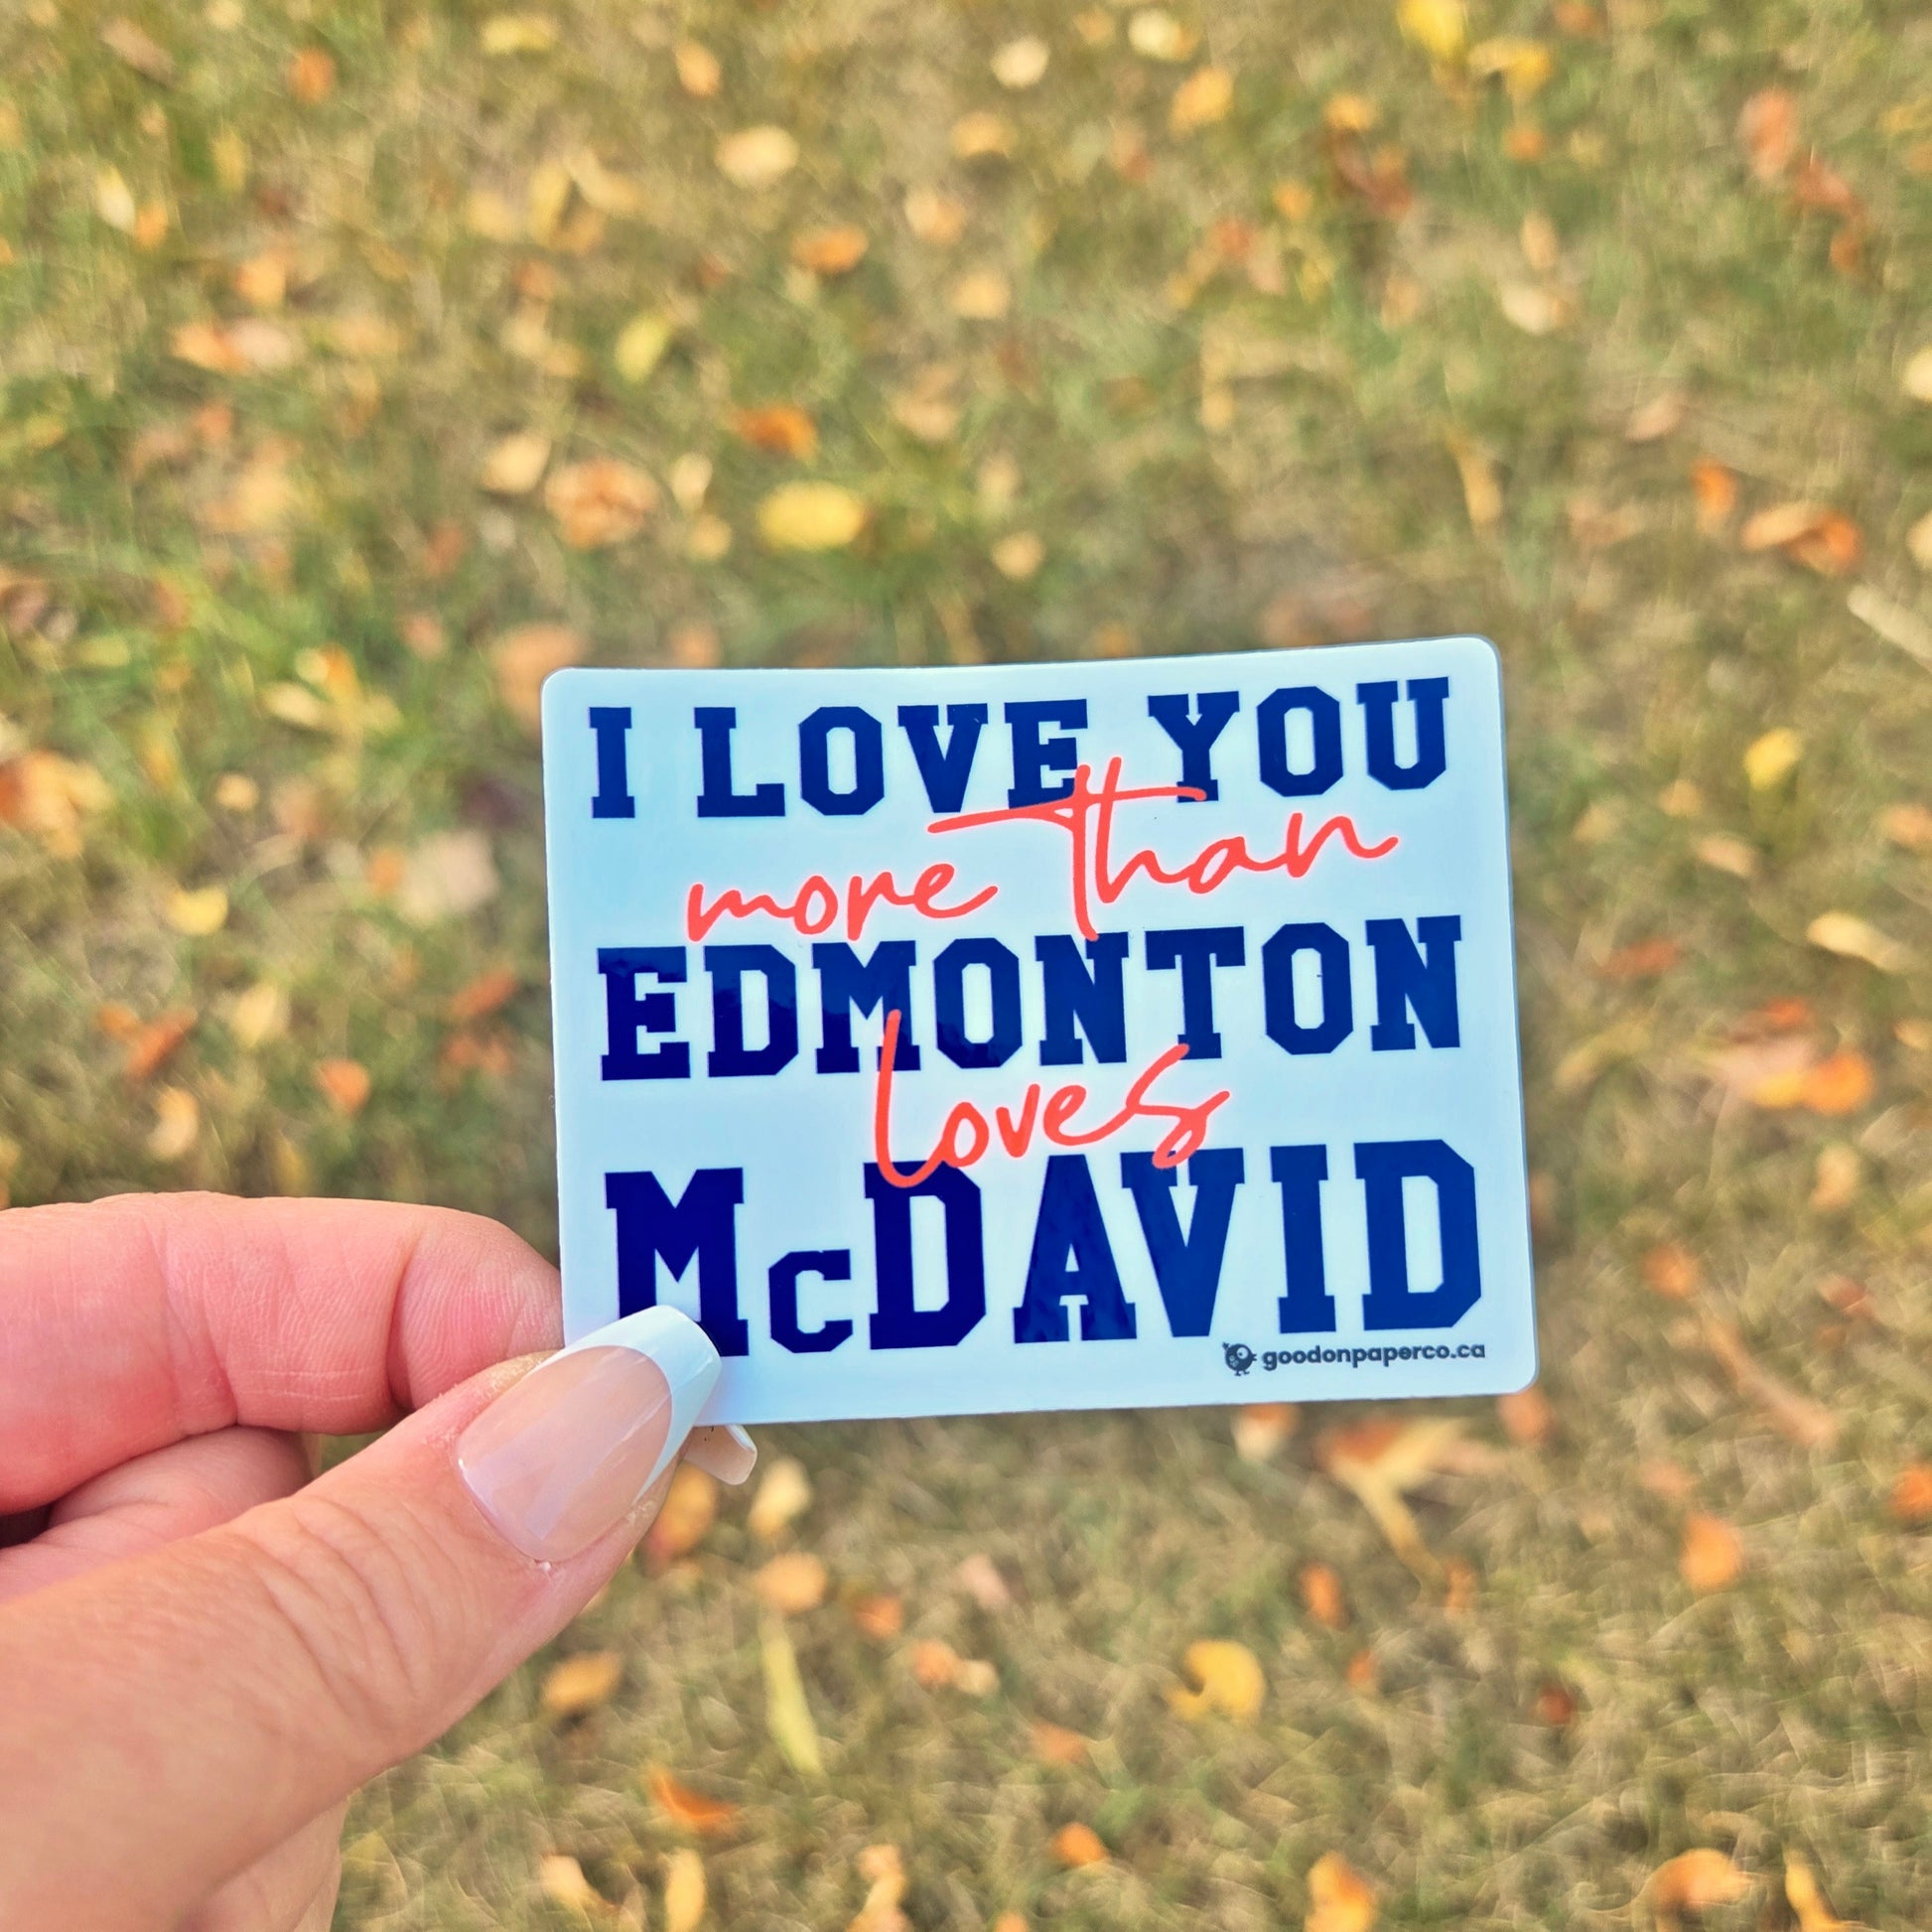 I LOVE YOU
more than
EDMONTON
loves
McDAVID
goodonpaperco.ca